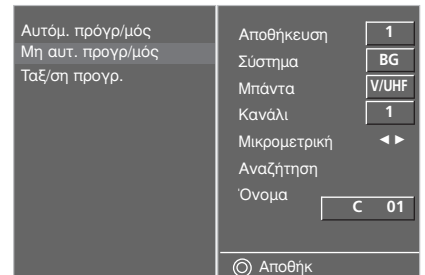 Αυτόμ. πρόγρ/μός
Μη αυτ. προγρ/μός
Ταξ/ση προγρ.
Αποθήκευση 1
Σύστημα BG
Μπάντα V/UHF
Κανάλι 1
Μικρομετρική ◄ ►
Αναζήτηση
Όνομα
C 01
Αποθήκ